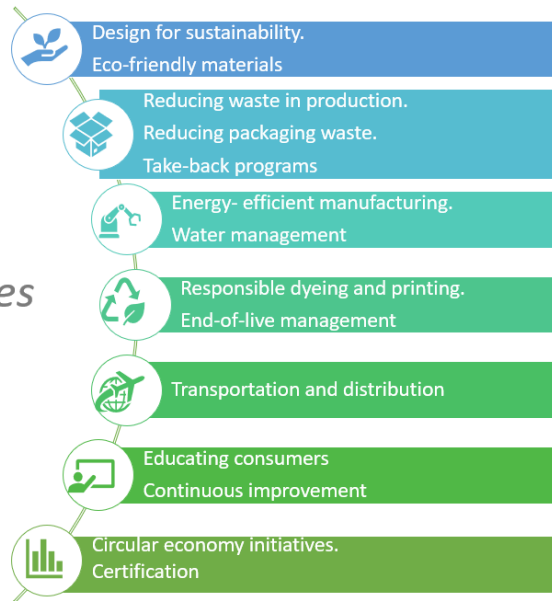 Design for sustainability.
Eco-friendly materials
Reducing waste in production.
Reducing packaging waste.
Take-back programs
Energy- efficient manufacturing.
Water management
es
Responsible dyeing and printing.
End-of-live management
Transportation and distribution
Educating consumers
Continuous improvement
Circular economy initiatives.
Certification